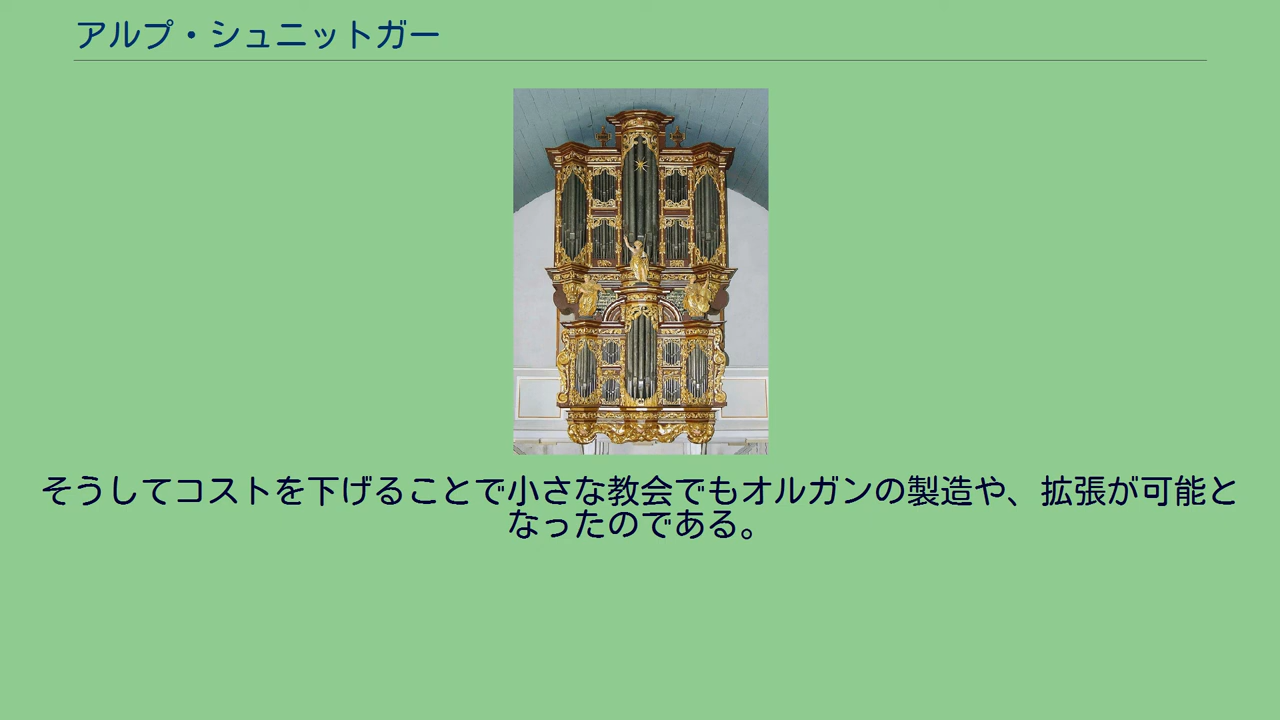 アルプ・シュニットガー
そうしてコストを下げることで小さな教会でもオルガンの製造や、拡張が可能と
なったのである。